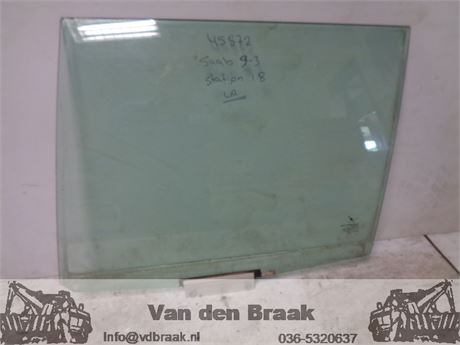 45872
Saab 9-3
station 1.8
LA
Van den Braak
Info@vdbraak.nl
036-5320637